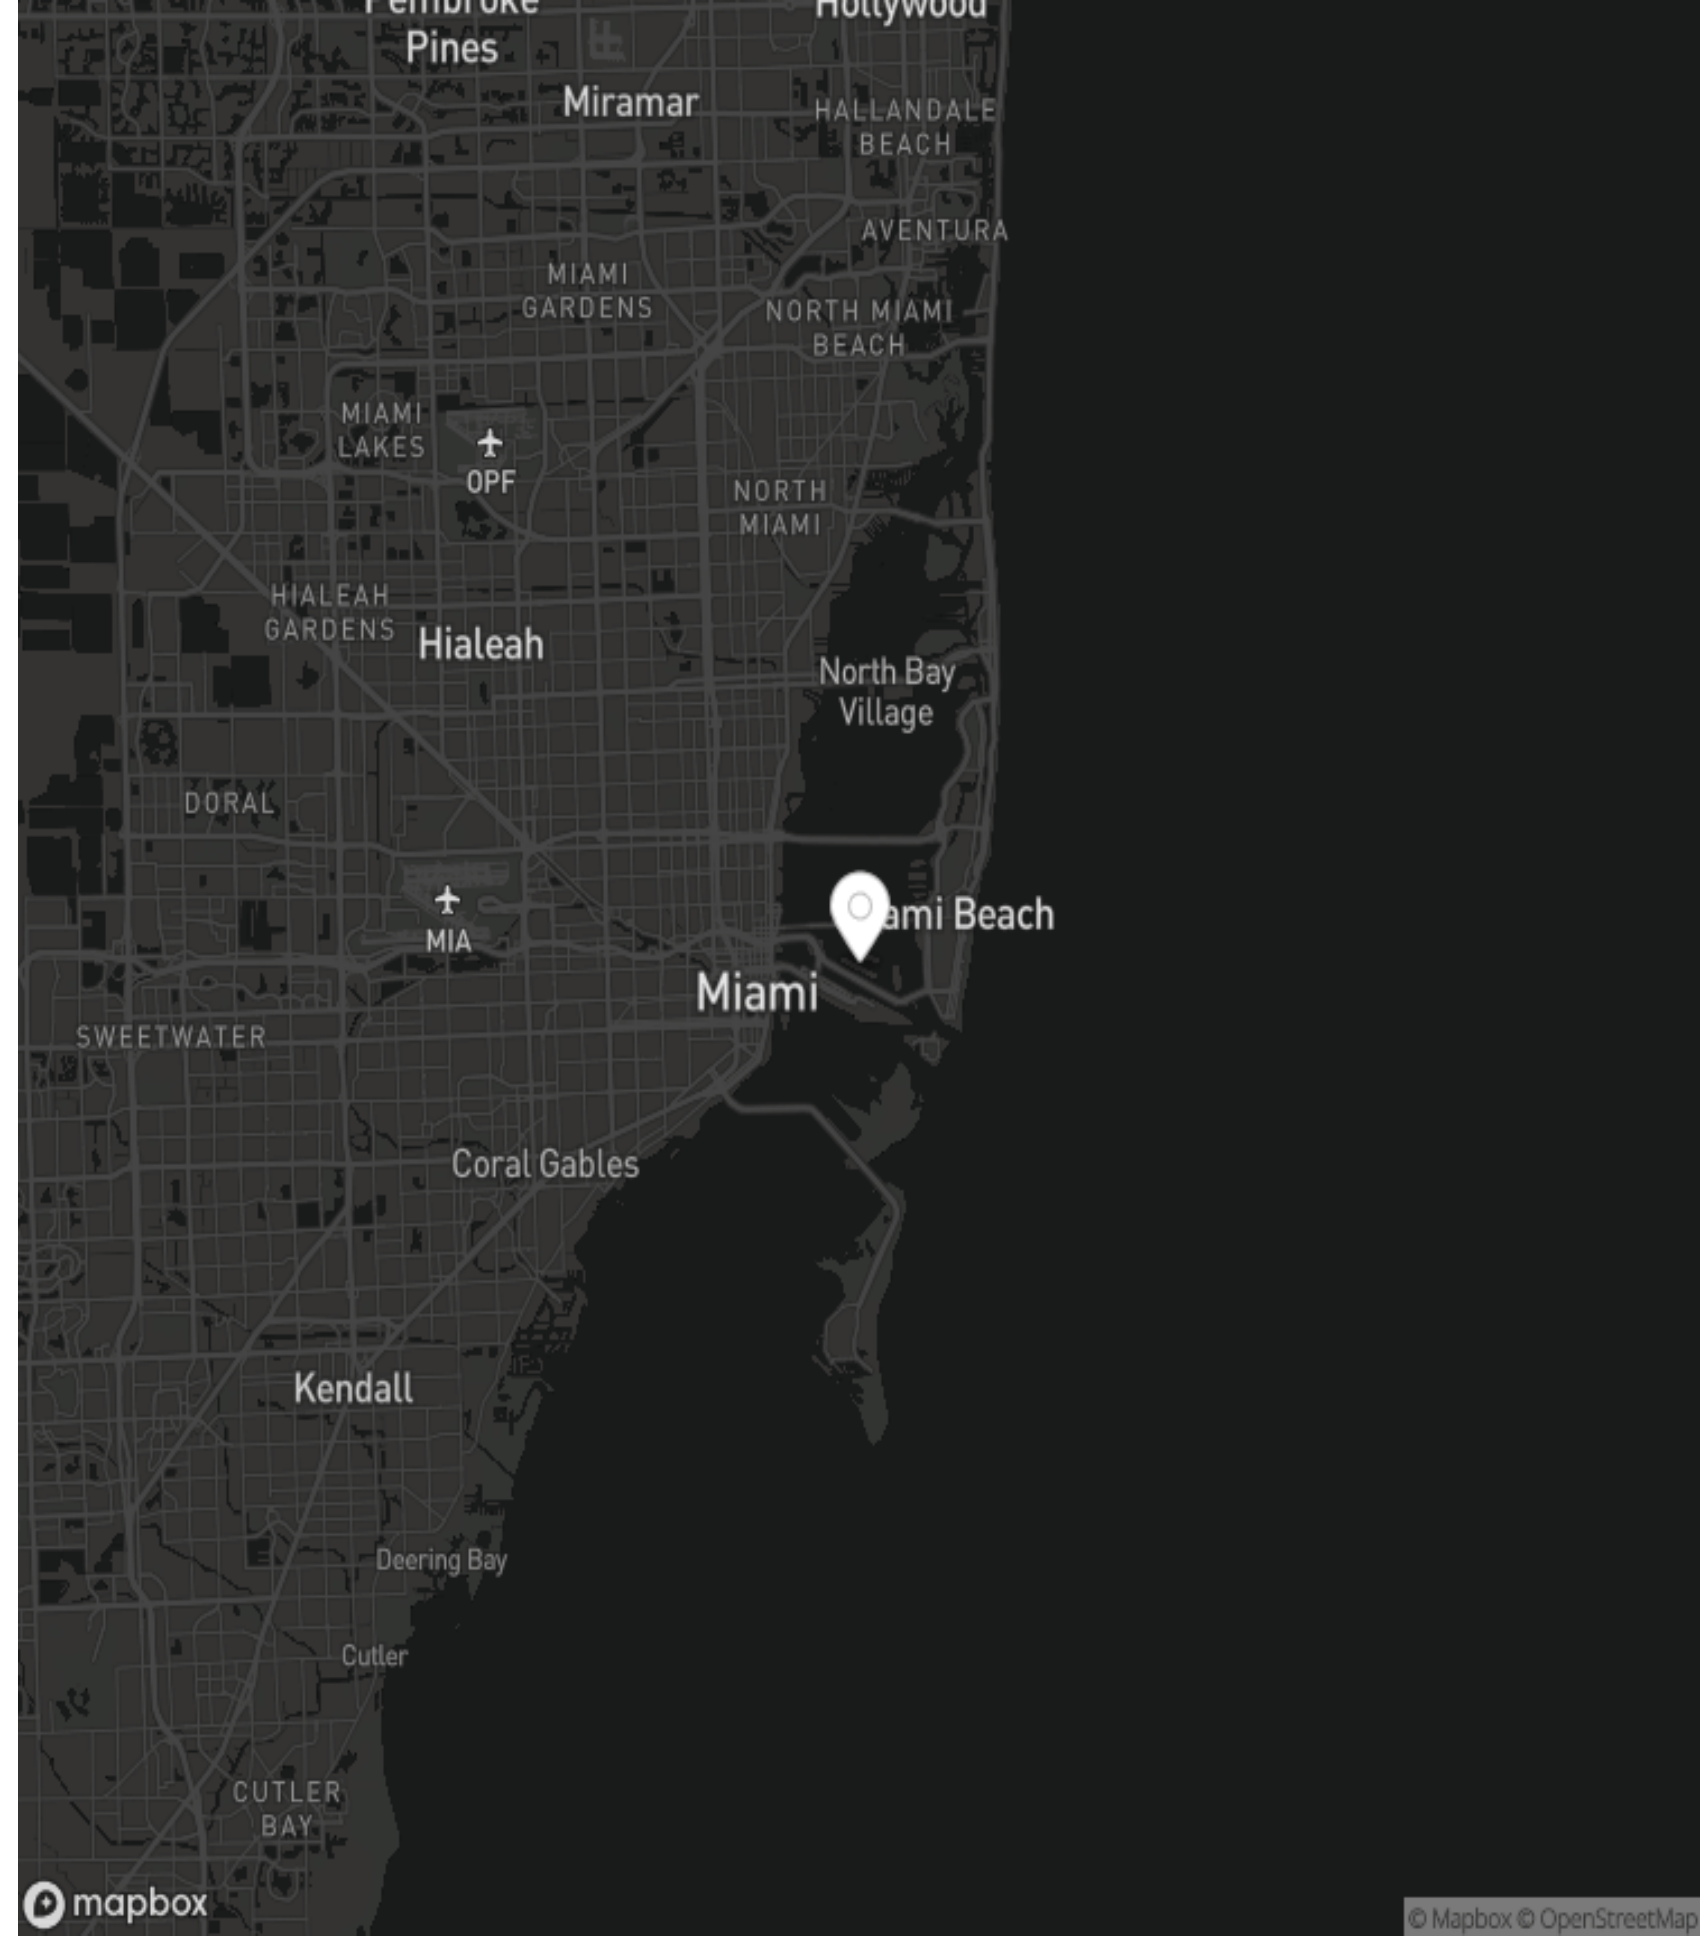 Pembroke
Pines
Hollywood
Miramar
HALLANDALE
BEACH
AVENTURA
MIAMI
GARDENS
NORTH MIAMI
BEACH
MIAMI
LAKES
OPF
NORTH
MIAMI
HIALEAH
GARDENS
Hialeah
North Bay
Village
DORAL
MIA
ami Beach
Miami
SWEETWATER
Coral Gables
Kendall
Deering Bay
Cutler
CUTLER
BAY
mapbox
© Mapbox © OpenStreetMap